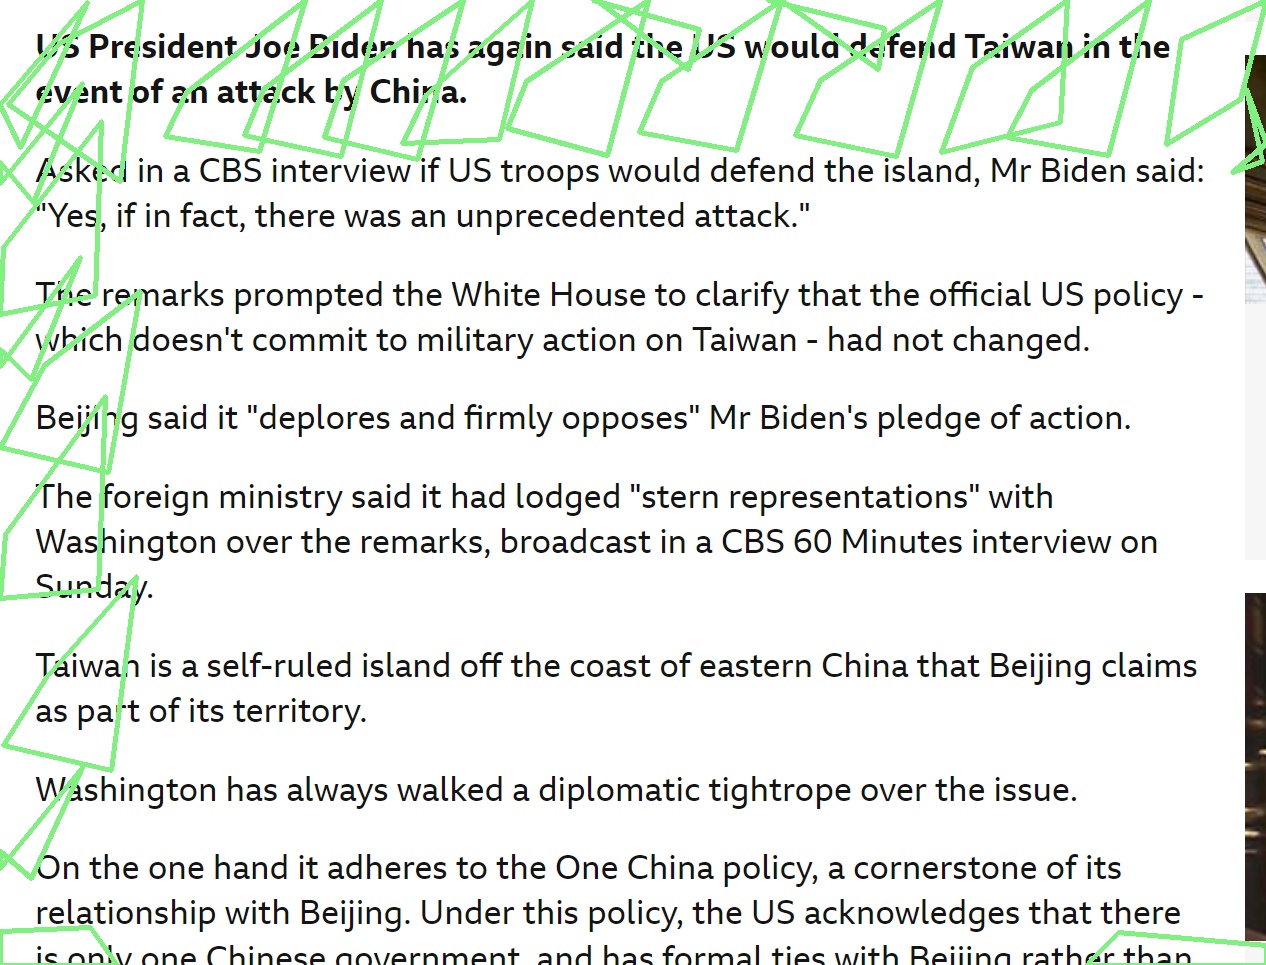 US President Joe Biden has again said the US would defend Taiwan in the
event of an attack by China.
Asked in a CBS interview if US troops would defend the island, Mr Biden said:
"Yes, if in fact, there was an unprecedented attack."
The remarks prompted the White House to clarify that the official US policy -
which doesn't commit to military action on Taiwan - had not changed.
Beijing said it "deplores and firmly opposes" Mr Biden's pledge of action.
The foreign ministry said it had lodged "stern representations" with
Washington over the remarks, broadcast in a CBS 60 Minutes interview on
Sunday.
Taiwan is a self-ruled island off the coast of eastern China that Beijing claims
as part of its territory.
Washington has always walked a diplomatic tightrope over the issue.
On the one hand it adheres to the One China policy, a cornerstone of its
relationship with Beijing. Under this policy, the US acknowledges that there
is only one Chinese government, and has formal ties with Beijing rather than